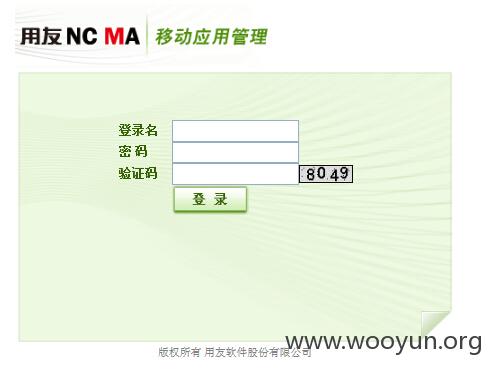 用友 NC MA 移动应用管理
登录名
密 码
验证码 8049
登 录
www.wooyun.org
版权所有 用友软件股份有限公司